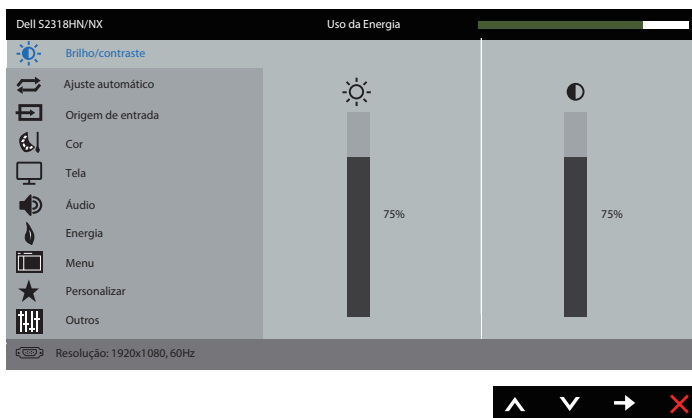 Dell S2318HN/NX
Uso da Energia
Brilho/contraste
Ajuste automático
Origem de entrada
Cor
Tela
Áudio
Energia
Menu
Personalizar
Outros
75%
75%
Resolução: 1920x1080, 60Hz